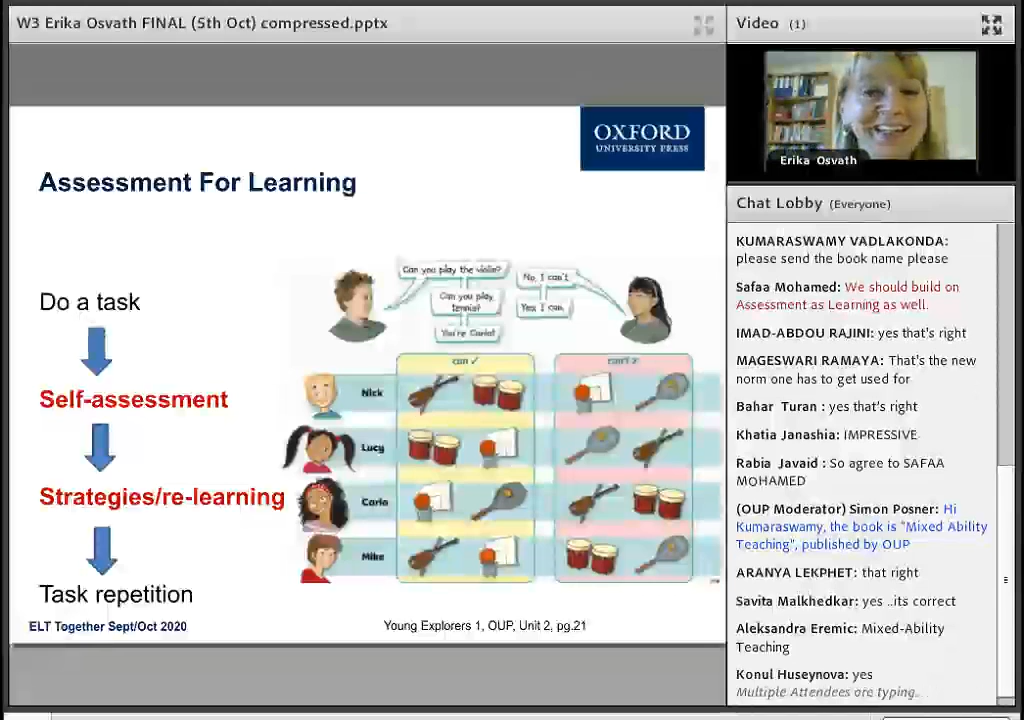 W3 Erika Osvath FINAL (5th Oct) compressed.pptx
OXFORD
UNIVERSITY PRESS
Assessment For Learning
Do a task
Self-assessment
Strategies/re-learning
Task repetition
Can you play the violin?
No, I can't.
Can you play
tennis?
Yes, I can.
You're Carla!
can ✓
can't ✗
Nick
Lucy
Carla
Mike
ELT Together Sept/Oct 2020
Young Explorers 1, OUP, Unit 2, pg.21
Video (1)
Erika Osvath
Chat Lobby (Everyone)
KUMARASWAMY VADLAKONDA:
please send the book name please
Safaa Mohamed: We should build on
Assessment as Learning as well.
IMAD-ABDOU RAJINI: yes that's right
MAGESWARI RAMAYA: That's the new
norm one has to get used for
Bahar Turan : yes that's right
Khatia Janashia: IMPRESSIVE
Rabia Javaid : So agree to SAFAA
MOHAMED
(OUP Moderator) Simon Posner: Hi
Kumaraswamy, the book is "Mixed Ability
Teaching", published by OUP
ARANYA LEKPHET: that right
Savita Malkhedkar: yes ..its correct
Aleksandra Eremic: Mixed-Ability
Teaching
Konul Huseynova: yes
Multiple Attendees are typing..